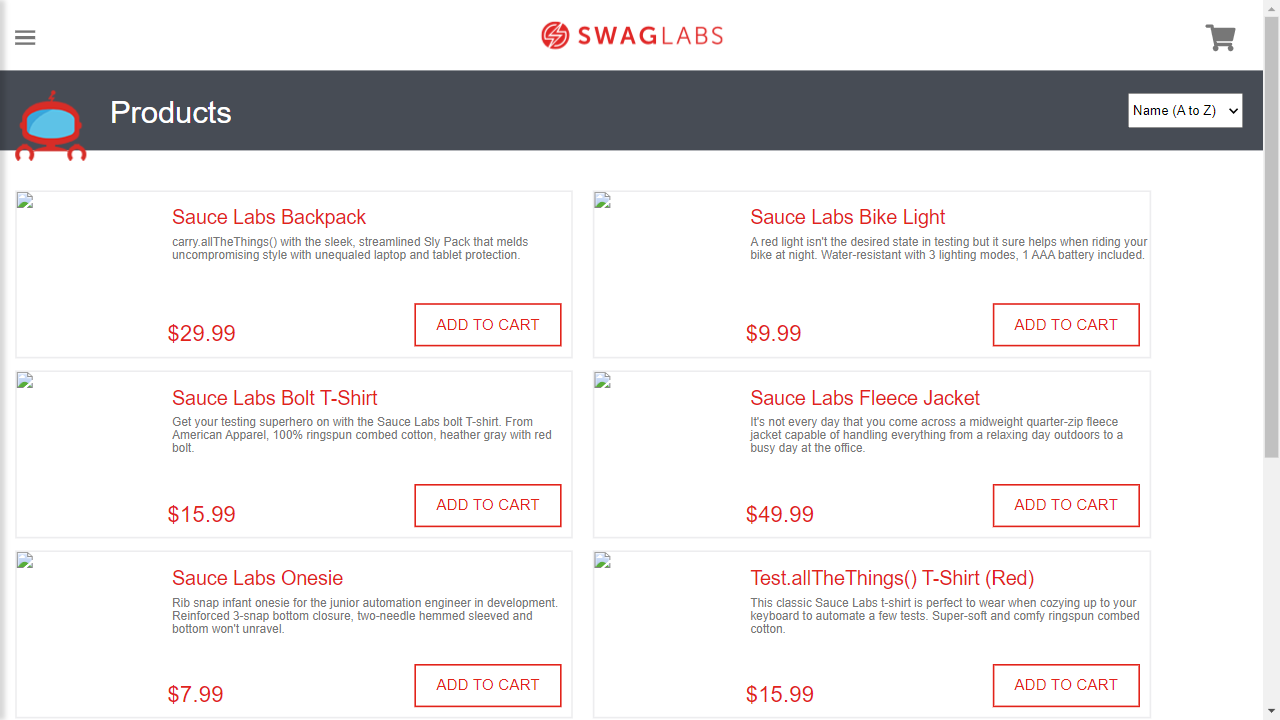 SWAGLABS
Products
Name (A to Z)
Sauce Labs Backpack
carry.allTheThings() with the sleek, streamlined Sly Pack that melds
uncompromising style with unequaled laptop and tablet protection.
$29.99
ADD TO CART
Sauce Labs Bike Light
A red light isn't the desired state in testing but it sure helps when riding your
bike at night. Water-resistant with 3 lighting modes, 1 AAA battery included.
$9.99
ADD TO CART
Sauce Labs Bolt T-Shirt
Get your testing superhero on with the Sauce Labs bolt T-shirt. From
American Apparel, 100% ringspun combed cotton, heather gray with red
bolt.
$15.99
ADD TO CART
Sauce Labs Fleece Jacket
It's not every day that you come across a midweight quarter-zip fleece
jacket capable of handling everything from a relaxing day outdoors to a
busy day at the office.
$49.99
ADD TO CART
Sauce Labs Onesie
Rib snap infant onesie for the junior automation engineer in development.
Reinforced 3-snap bottom closure, two-needle hemmed sleeved and
bottom won't unravel.
$7.99
ADD TO CART
Test.allTheThings() T-Shirt (Red)
This classic Sauce Labs t-shirt is perfect to wear when cozying up to your
keyboard to automate a few tests. Super-soft and comfy ringspun combed
cotton.
$15.99
ADD TO CART